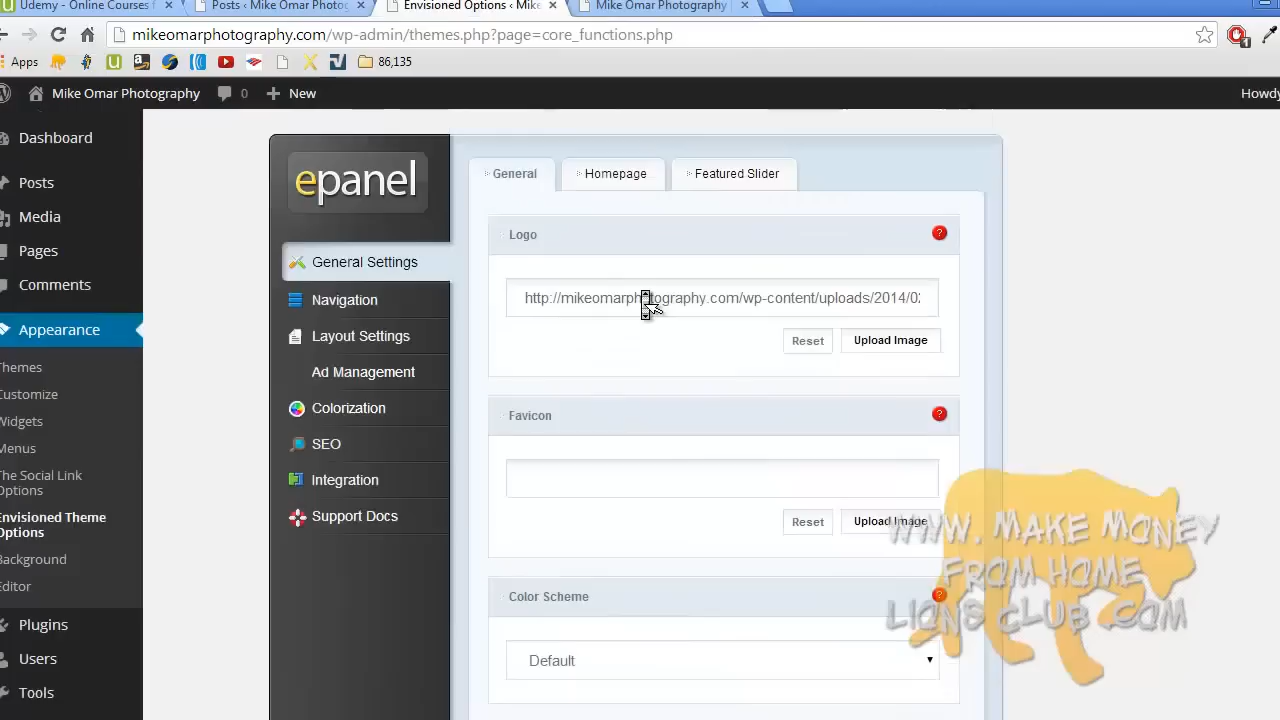 Udemy - Online Courses f
Posts ‹ Mike Omar Photog
Envisioned Options ‹ Mik
Mike Omar Photography
mikeomarphotography.com/wp-admin/themes.php?page=core_functions.php
Apps
86,135
Mike Omar Photography
0
New
Howdy
Dashboard
Posts
Media
Pages
Comments
Appearance
Themes
Customize
Widgets
Menus
The Social Link
Options
Envisioned Theme
Options
Background
Editor
Plugins
Users
Tools
epanel
General Settings
Navigation
Layout Settings
Ad Management
Colorization
SEO
Integration
Support Docs
General
Homepage
Featured Slider
Logo
?
http://mikeomarphotography.com/wp-content/uploads/2014/02
Reset
Upload Image
Favicon
?
Reset
Upload Image
Color Scheme
?
Default
www. Make Money
From Home
Lions Club .com